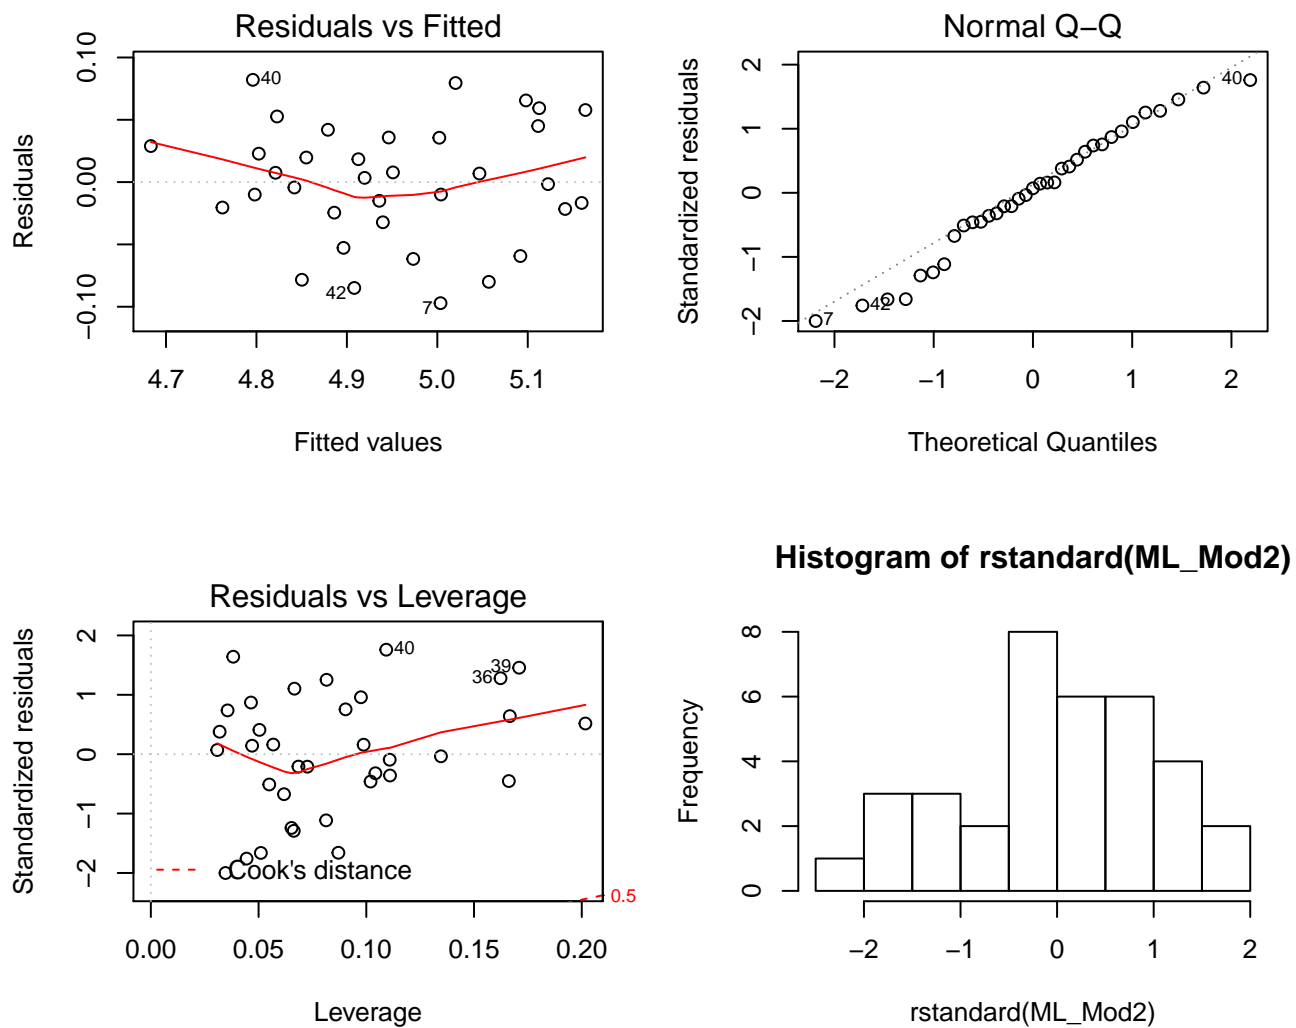 Residuals vs Fitted
Residuals
0.10
0.00
−0.10
40
42
7
4.7 4.8 4.9 5.0 5.1
Fitted values
Normal Q−Q
Standardized residuals
2
1
0
−1
−2
40
42
7
−2 −1 0 1 2
Theoretical Quantiles
Residuals vs Leverage
Standardized residuals
2
1
0
−1
−2
40
39
36
Cook's distance
0.5
0.00 0.05 0.10 0.15 0.20
Leverage
Histogram of rstandard(ML_Mod2)
Frequency
8
6
4
2
0
−2 −1 0 1 2
rstandard(ML_Mod2)